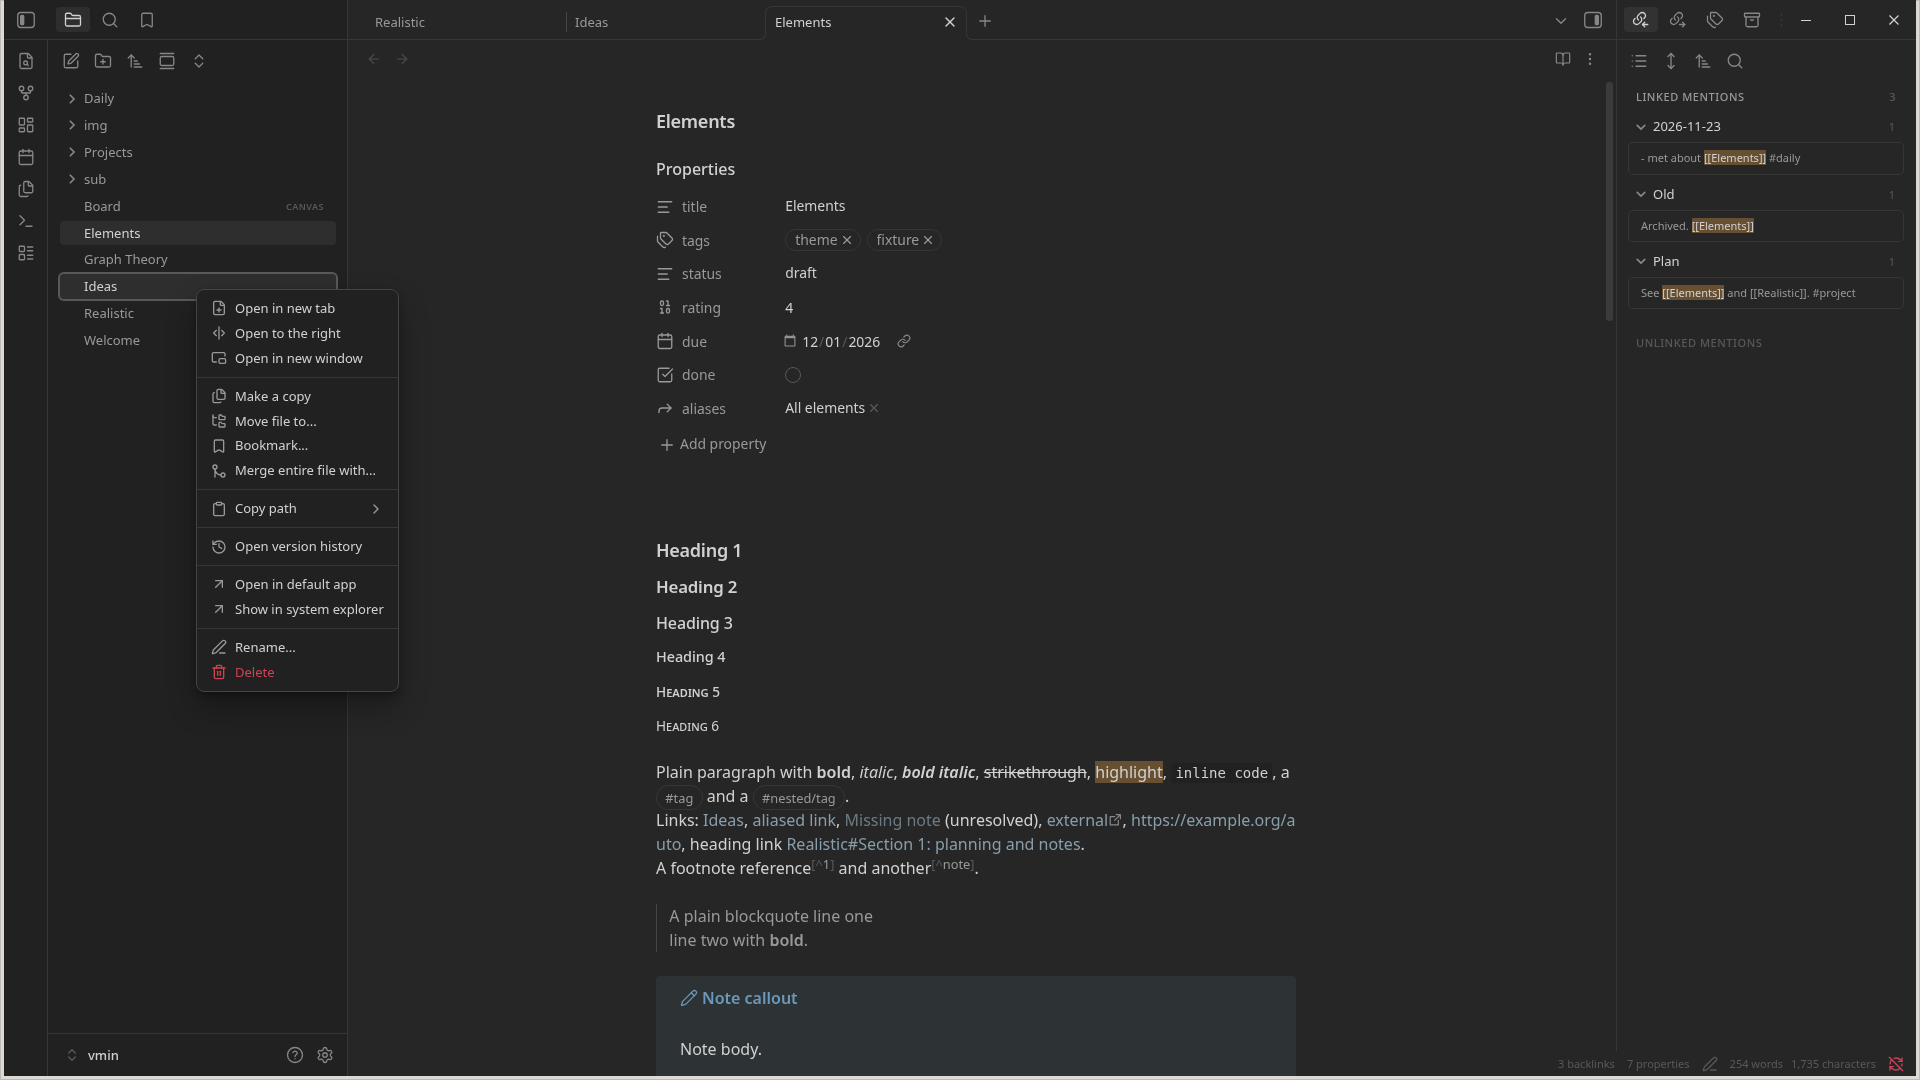 Realistic
Ideas
Elements
Daily
img
Projects
sub
Board
CANVAS
Elements
Graph Theory
Ideas
Realistic
Welcome
Open in new tab
Open to the right
Open in new window
Make a copy
Move file to...
Bookmark...
Merge entire file with...
Copy path
Open version history
Open in default app
Show in system explorer
Rename...
Delete
vmin
Elements
Properties
title Elements
tags theme fixture
status draft
rating 4
due 12/01/2026
done
aliases All elements
Add property
Heading 1
Heading 2
Heading 3
Heading 4
HEADING 5
HEADING 6
Plain paragraph with bold, italic, bold italic, strikethrough, highlight, inline code, a
#tag and a #nested/tag.
Links: Ideas, aliased link, Missing note (unresolved), external, https://example.org/a
uto, heading link Realistic#Section 1: planning and notes.
A footnote reference[^1] and another[^note].
A plain blockquote line one
line two with bold.
Note callout
Note body.
LINKED MENTIONS 3
2026-11-23 1
- met about [[Elements]] #daily
Old 1
Archived. [[Elements]]
Plan 1
See [[Elements]] and [[Realistic]]. #project
UNLINKED MENTIONS
3 backlinks 7 properties 254 words 1,735 characters